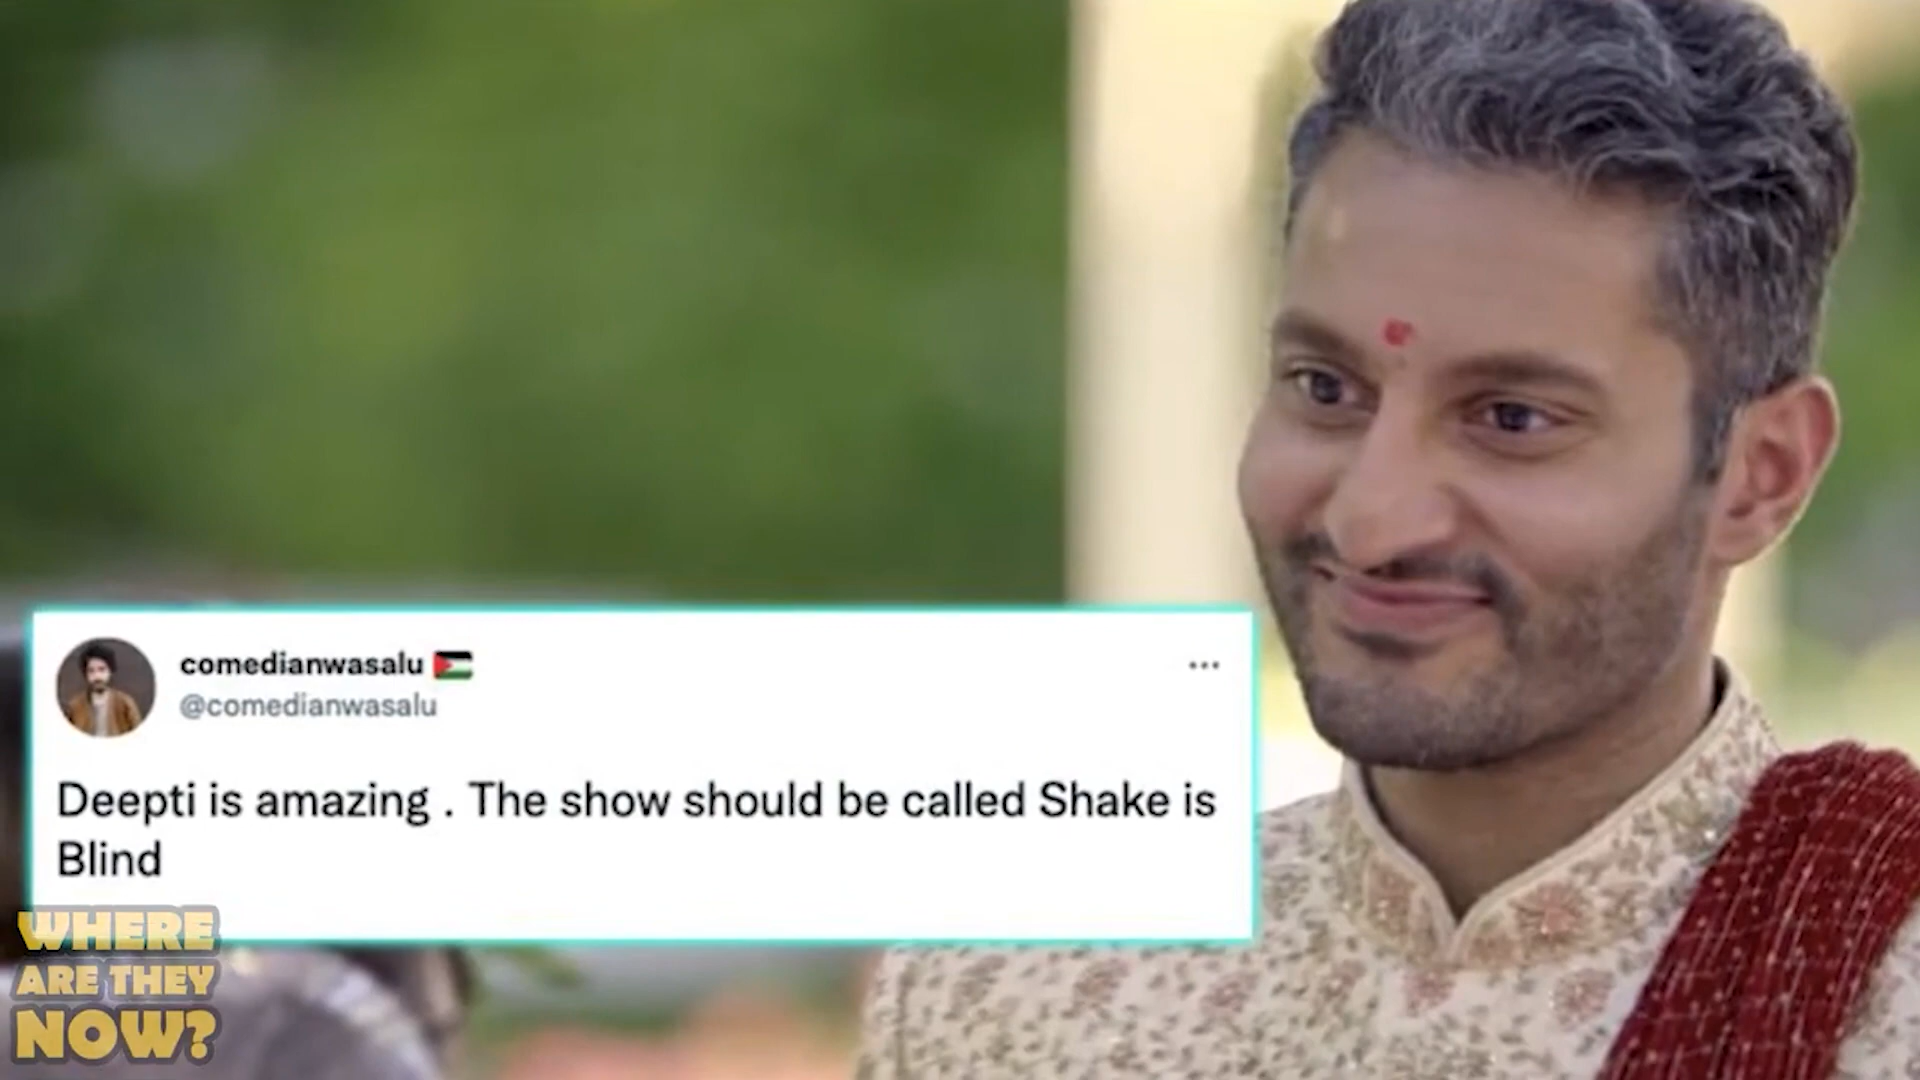 comedianwasalu
@comedianwasalu
Deepti is amazing . The show should be called Shake is
Blind
WHERE
ARE THEY
NOW?